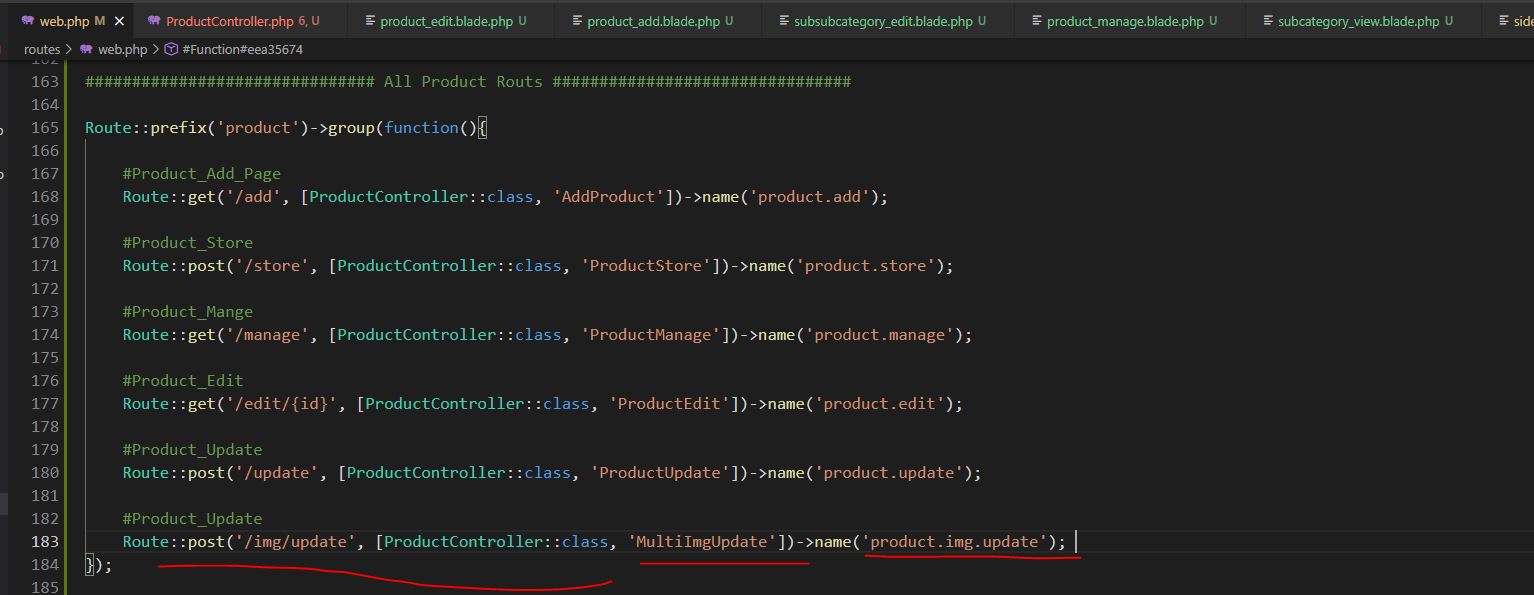 web.php M ProductController.php 6, U product_edit.blade.php U product_add.blade.php U subsubcategory_edit.blade.php U product_manage.blade.php U subcategory_view.blade.php U side
routes > web.php > #Function#eea35674
162
163 ############################### All Product Routs ################################
164
165 Route::prefix('product')->group(function(){
166
167 #Product_Add_Page
168 Route::get('/add', [ProductController::class, 'AddProduct'])->name('product.add');
169
170 #Product_Store
171 Route::post('/store', [ProductController::class, 'ProductStore'])->name('product.store');
172
173 #Product_Mange
174 Route::get('/manage', [ProductController::class, 'ProductManage'])->name('product.manage');
175
176 #Product_Edit
177 Route::get('/edit/{id}', [ProductController::class, 'ProductEdit'])->name('product.edit');
178
179 #Product_Update
180 Route::post('/update', [ProductController::class, 'ProductUpdate'])->name('product.update');
181
182 #Product_Update
183 Route::post('/img/update', [ProductController::class, 'MultiImgUpdate'])->name('product.img.update');
184 });
185